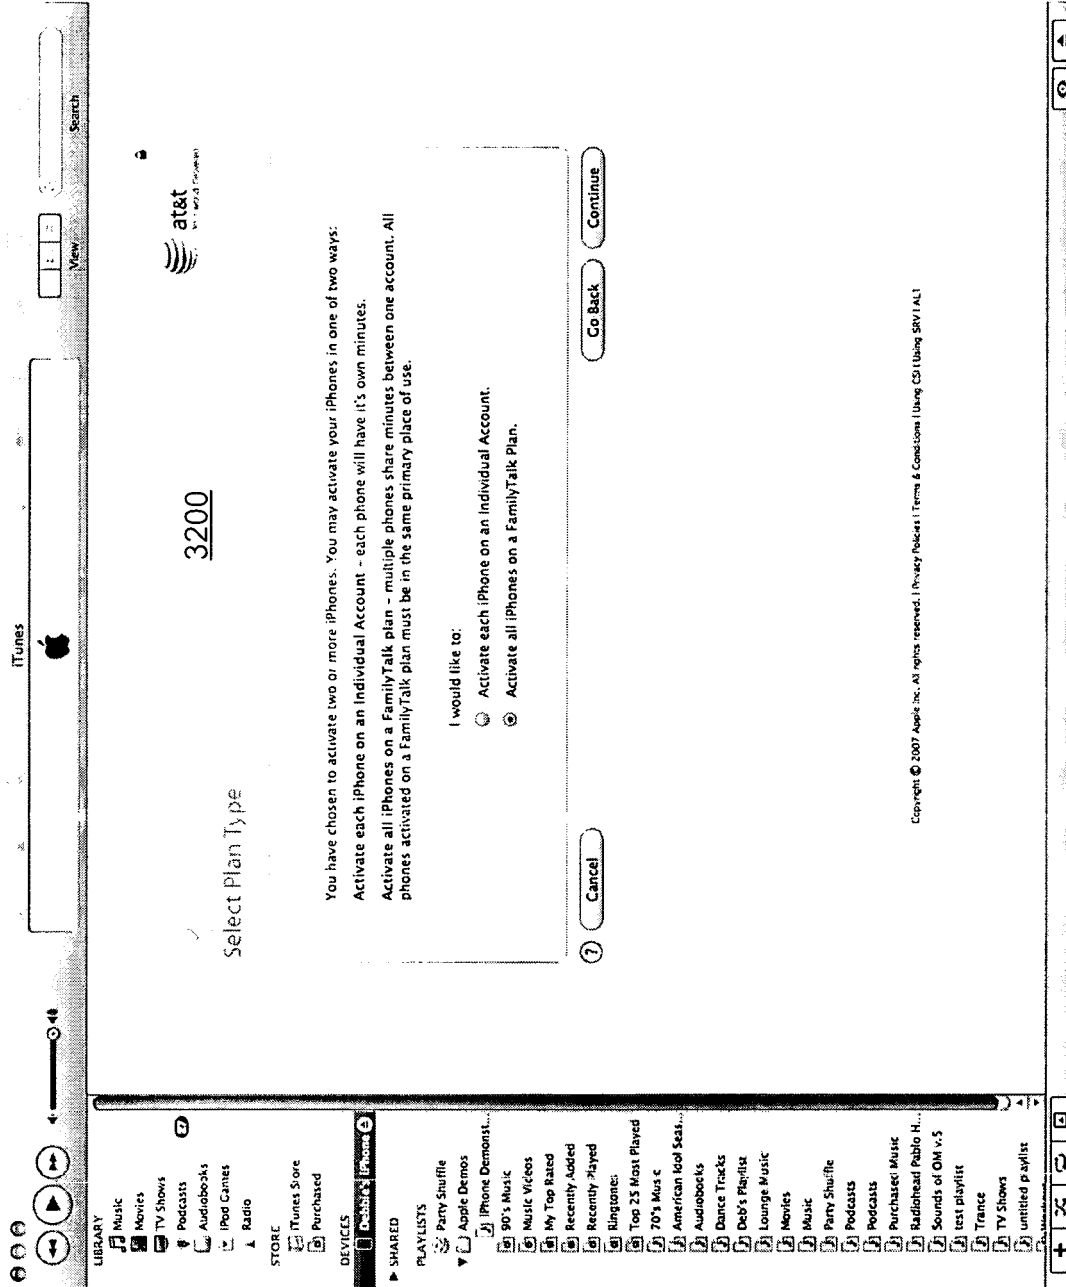 iTunes
View
Search
LIBRARY
Music
Movies
TV Shows
Podcasts
Audiobooks
iPod Games
Radio
STORE
iTunes Store
Purchased
DEVICES
Debbie's iPhone
SHARED
PLAYLISTS
Party Shuffle
Apple Demos
iPhone Demonst...
90's Music
Music Videos
My Top Rated
Recently Added
Recently Played
Ringtones
Top 25 Most Played
70's Music
American Idol Seas...
Audiobooks
Dance Tracks
Deb's Playlist
Lounge Music
Movies
Music
Party Shuffle
Podcasts
Podcasts
Purchased Music
Radiohead Pablo H...
Sounds of OM v.5
test playlist
Trance
TV Shows
untitled playlist
3200
at&t
Select Plan Type
You have chosen to activate two or more iPhones. You may activate your iPhones in one of two ways:
Activate each iPhone on an Individual Account – each phone will have it's own minutes.
Activate all iPhones on a FamilyTalk plan – multiple phones share minutes between one account. All
phones activated on a FamilyTalk plan must be in the same primary place of use.
I would like to:
Activate each iPhone on an Individual Account.
Activate all iPhones on a FamilyTalk Plan.
? Cancel
Go Back
Continue
Copyright © 2007 Apple Inc. All rights reserved. | Privacy Policies | Terms & Conditions | Using CSI | Using SRV | AL1